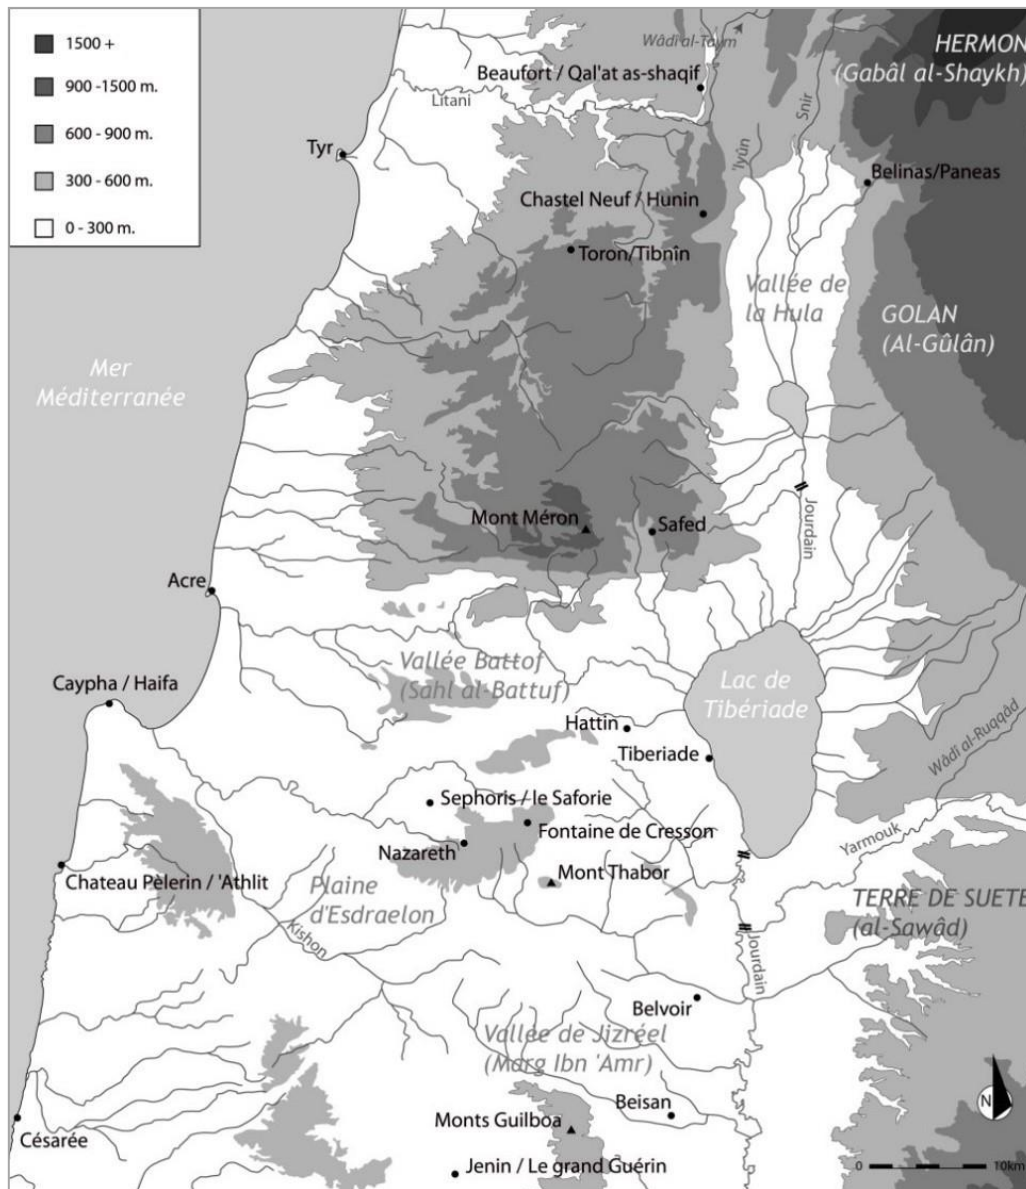 1500 +
900 -1500 m.
600 - 900 m.
300 - 600 m.
0 - 300 m.
Wâdi al-Taym
HERMON
(Gabâl al-Shaykh)
Beaufort / Qal'at as-shaqif
Litani
Snir
Tyr
'Iyûn
Belinas/Paneas
Chastel Neuf / Hunin
Toron/Tibnîn
Vallée de
la Hula
GOLAN
(Al-Gûlân)
Mer
Méditerranée
Mont Méron
Safed
Jourdain
Acre
Vallée Battof
(Sahl al-Battuf)
Lac de
Tibériade
Caypha / Haifa
Hattin
Tiberiade
Wâdi al-Ruqqâd
Sephoris / le Saforie
Fontaine de Cresson
Yarmouk
Nazareth
Mont Thabor
Chateau Pèlerin / 'Athlit
Plaine
d'Esdraelon
TERRE DE SUETE
(al-Sawâd)
Kishon
Jourdain
Belvoir
Vallée de Jizréel
(Marg Ibn 'Amr)
Beisan
Monts Guilboa
Césarée
N
Jenin / Le grand Guérin
0
10km